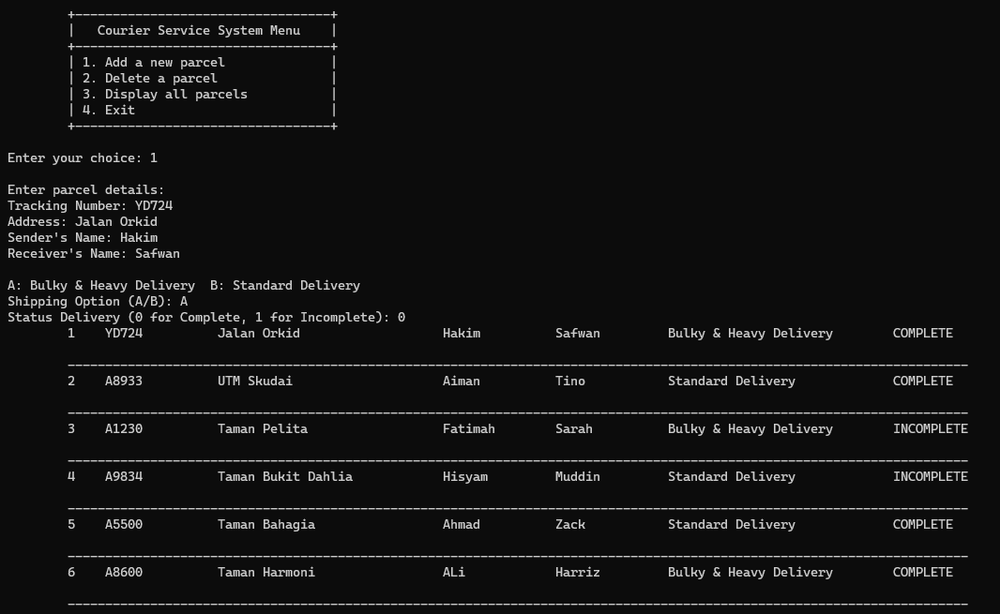 Courier Service System Menu
1. Add a new parcel
2. Delete a parcel
3. Display all parcels
4. Exit
Enter your choice: 1
Enter parcel details:
Tracking Number: YD724
Address: Jalan Orkid
Sender's Name: Hakim
Receiver's Name: Safwan
A: Bulky & Heavy Delivery  B: Standard Delivery
Shipping Option (A/B): A
Status Delivery (0 for Complete, 1 for Incomplete): 0
1 YD724 Jalan Orkid Hakim Safwan Bulky & Heavy Delivery COMPLETE
2 A8933 UTM Skudai Aiman Tino Standard Delivery COMPLETE
3 A1230 Taman Pelita Fatimah Sarah Bulky & Heavy Delivery INCOMPLETE
4 A9834 Taman Bukit Dahlia Hisyam Muddin Standard Delivery INCOMPLETE
5 A5500 Taman Bahagia Ahmad Zack Standard Delivery COMPLETE
6 A8600 Taman Harmoni ALi Harriz Bulky & Heavy Delivery COMPLETE